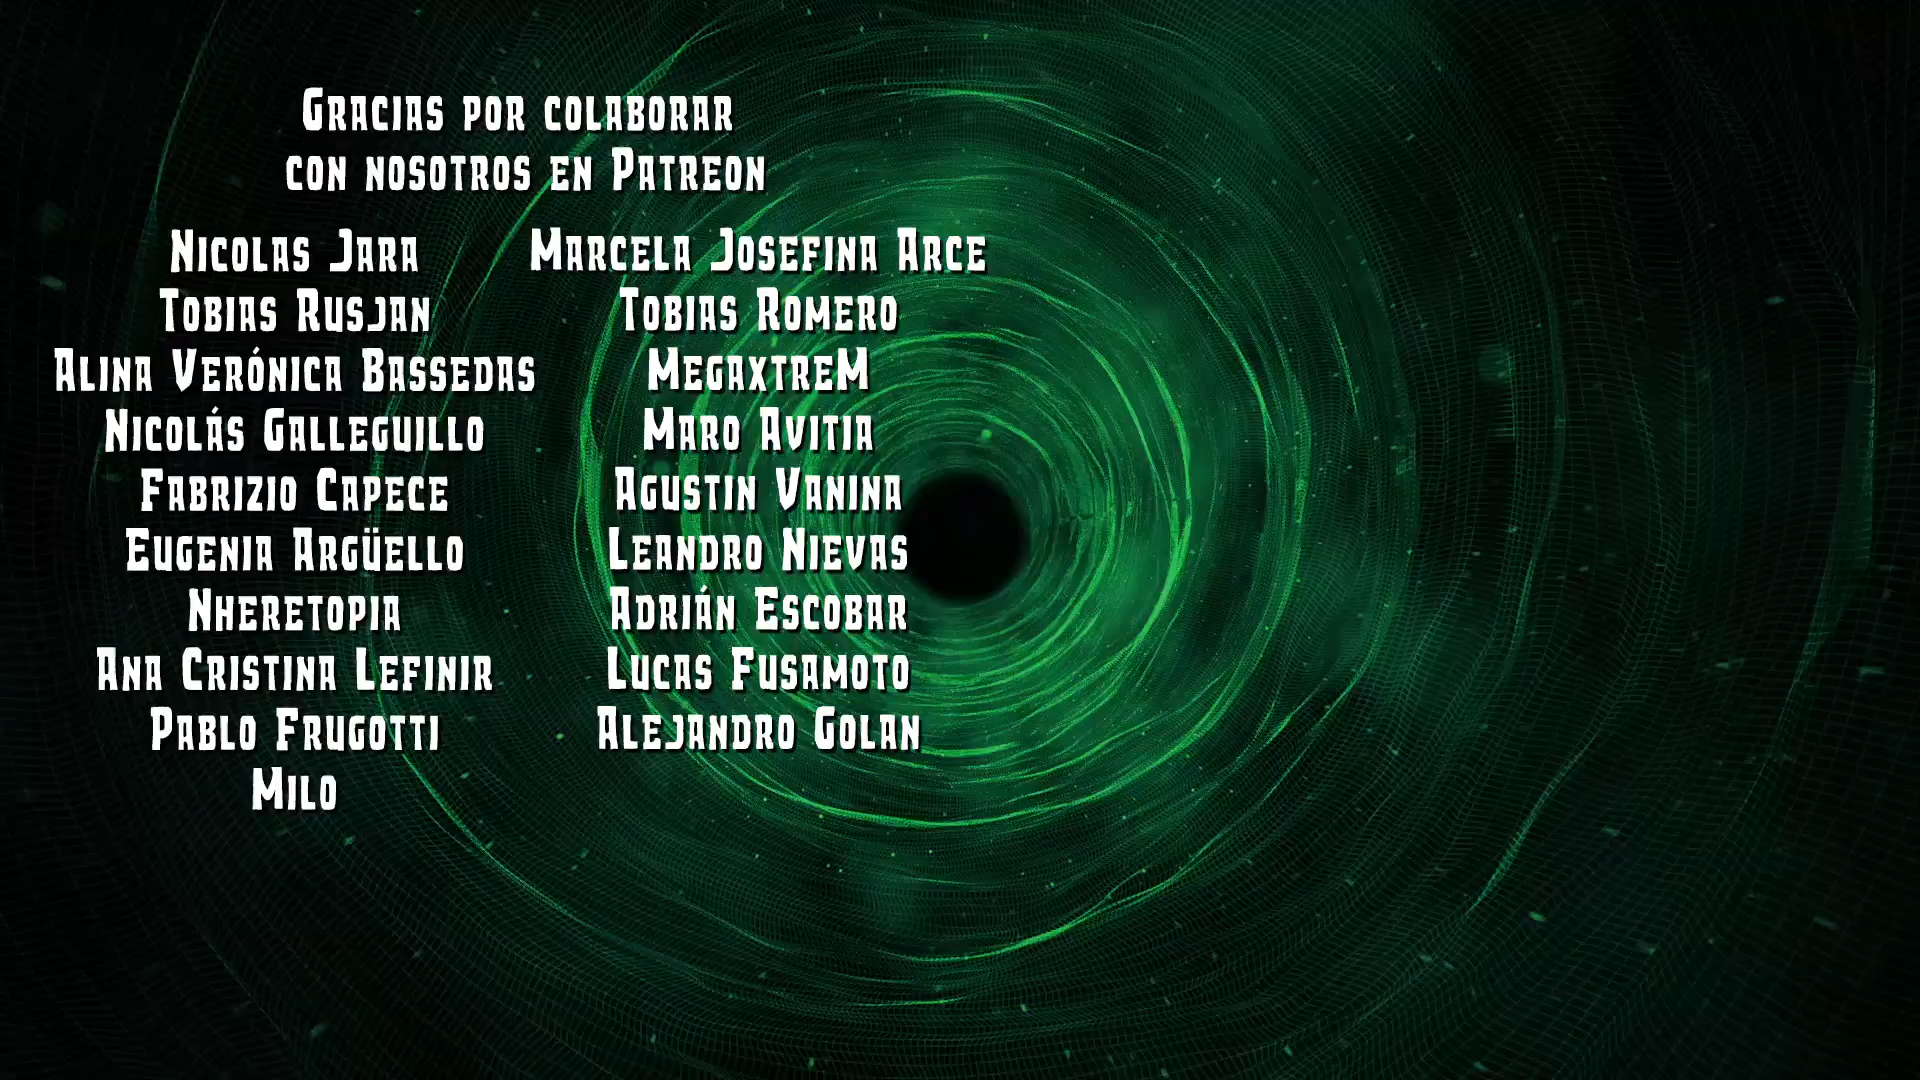 Gracias por colaborar
con nosotros en Patreon
Nicolas Jara
Tobias Rusjan
Alina Verónica Bassedas
Nicolás Galleguillo
Fabrizio Capece
Eugenia Argüello
Nheretopia
Ana Cristina Lefinir
Pablo Frugotti
Milo
Marcela Josefina Arce
Tobias Romero
MegaxtreM
Maro Avitia
Agustin Vanina
Leandro Nievas
Adrián Escobar
Lucas Fusamoto
Alejandro Golan